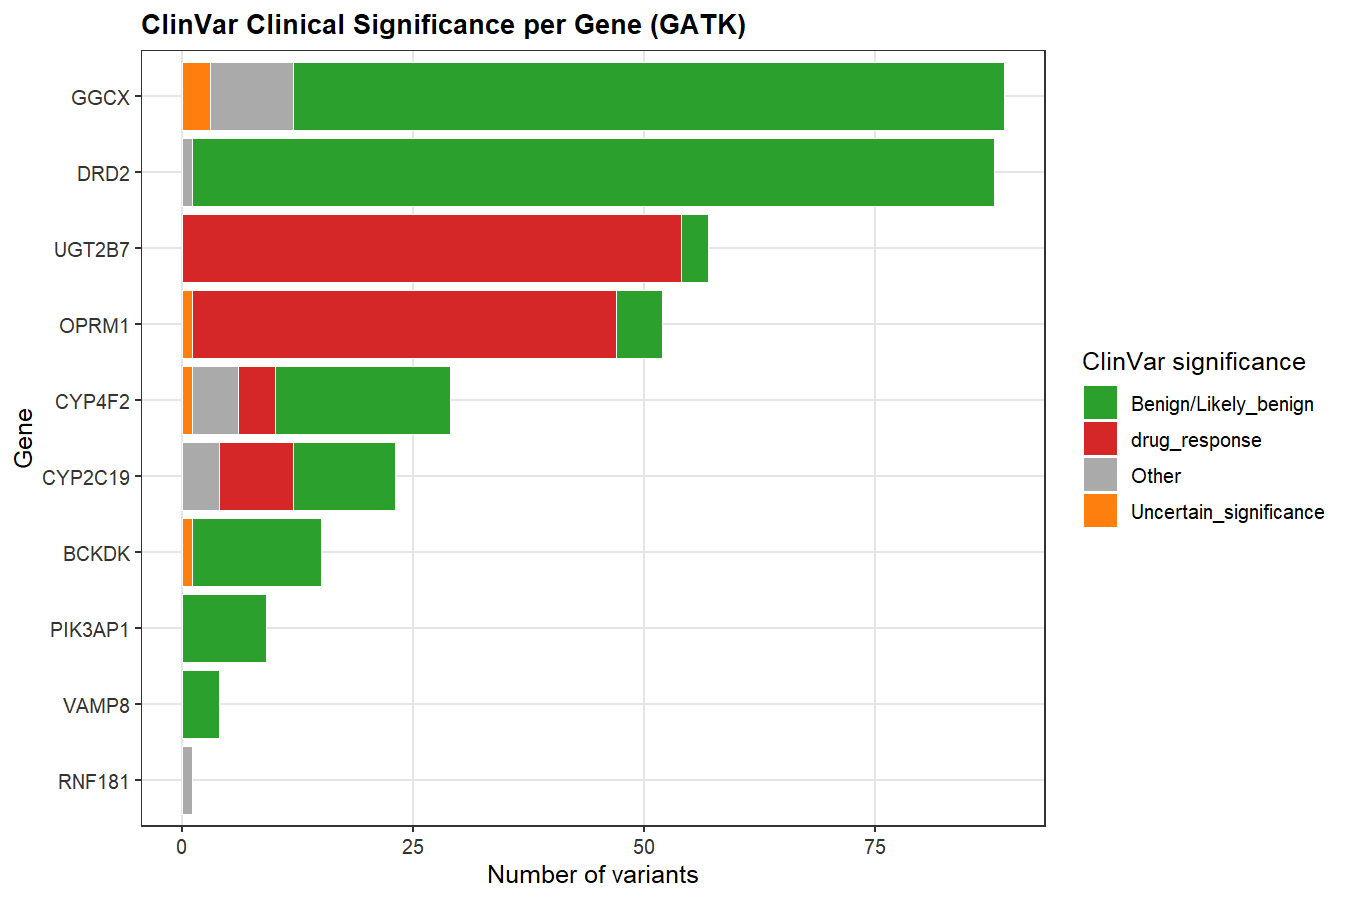 ClinVar Clinical Significance per Gene (GATK)
GGCX
DRD2
UGT2B7
OPRM1
CYP4F2
CYP2C19
BCKDK
PIK3AP1
VAMP8
RNF181
Gene
0 25 50 75
Number of variants
ClinVar significance
Benign/Likely_benign
drug_response
Other
Uncertain_significance